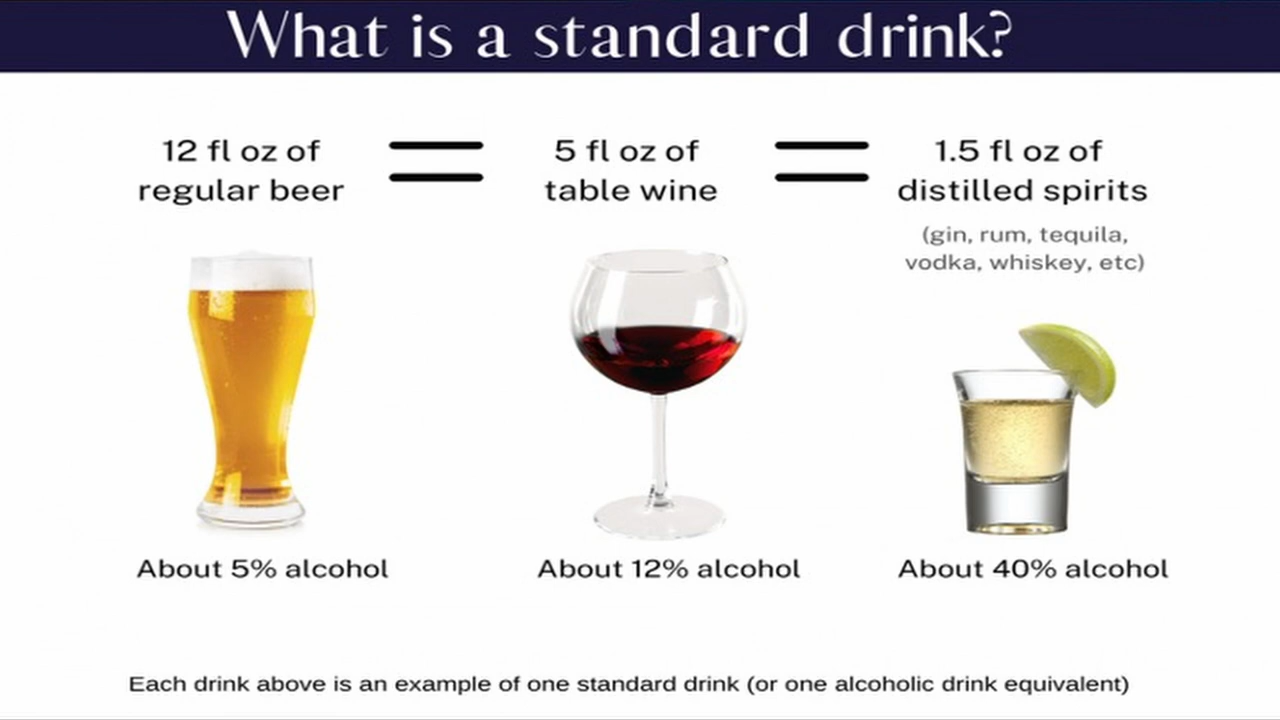 What is a standard drink?
12 fl oz of
regular beer
5 fl oz of
table wine
1.5 fl oz of
distilled spirits
(gin, rum, tequila,
vodka, whiskey, etc)
About 5% alcohol
About 12% alcohol
About 40% alcohol
Each drink above is an example of one standard drink (or one alcoholic drink equivalent)